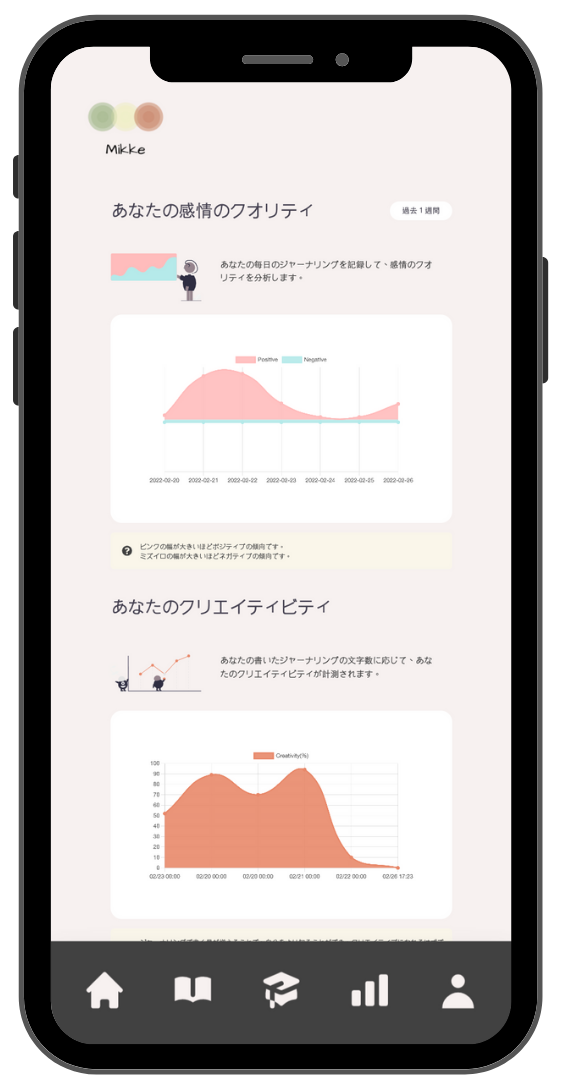 Mikke
あなたの感情のクオリティ
過去1週間
あなたの毎日のジャーナリングを記録して、感情のクオ
リティを分析します。
Positive
Negative
2022-02-20 2022-02-21 2022-02-22 2022-02-23 2022-02-24 2022-02-25 2022-02-26
ピンクの幅が大きいほどポジティブの傾向です。
ミズイロの幅が大きいほどネガティブの傾向です。
あなたのクリエイティビティ
あなたの書いたジャーナリングの文字数に応じて、あな
たのクリエイティビティが計測されます。
Creativity(%)
100
90
80
70
60
50
40
30
20
10
0
02/23 00:00 02/20 00:00 02/20 00:00 02/21 00:00 02/22 00:00 02/26 17:23